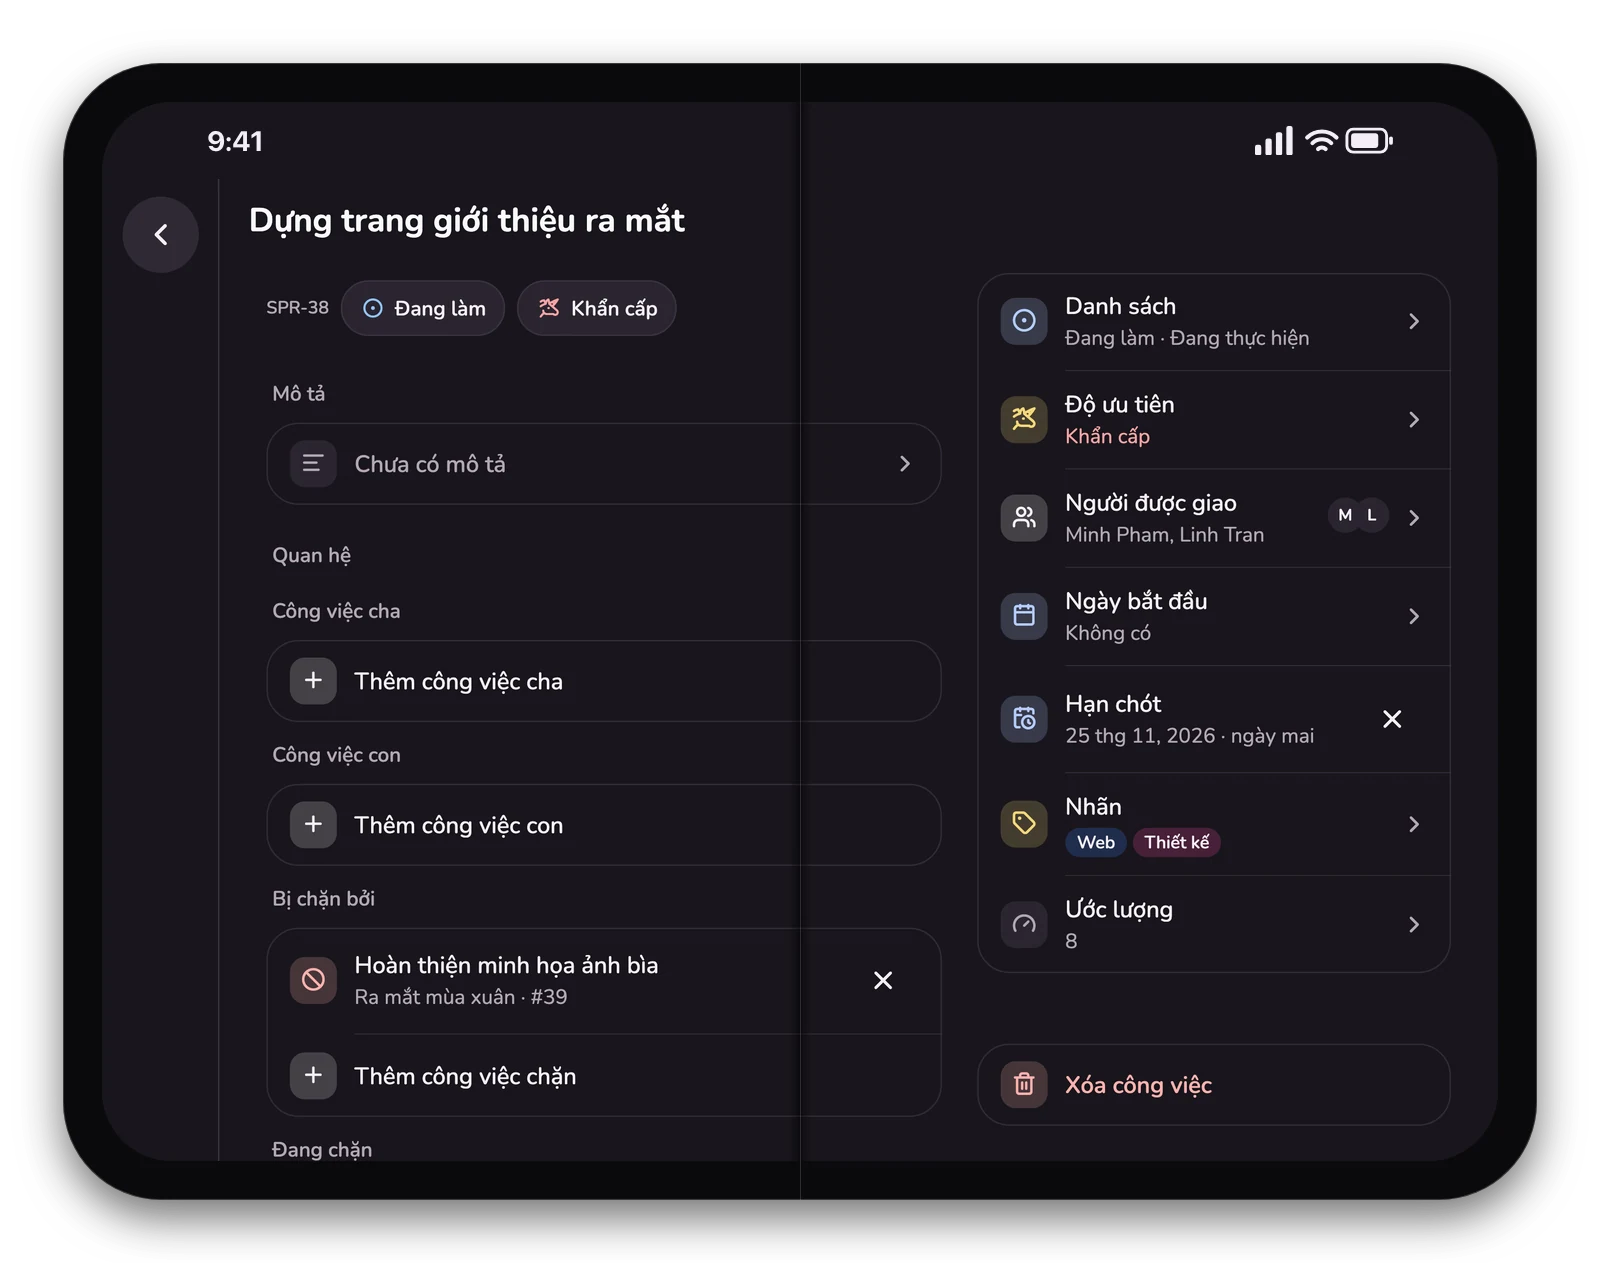 9:41
Dựng trang giới thiệu ra mắt
SPR-38
Đang làm
Khẩn cấp
Mô tả
Chưa có mô tả
Quan hệ
Công việc cha
Thêm công việc cha
Công việc con
Thêm công việc con
Bị chặn bởi
Hoàn thiện minh họa ảnh bìa
Ra mắt mùa xuân · #39
Thêm công việc chặn
Đang chặn
Danh sách
Đang làm · Đang thực hiện
Độ ưu tiên
Khẩn cấp
Người được giao
Minh Pham, Linh Tran
M L
Ngày bắt đầu
Không có
Hạn chót
25 thg 11, 2026 · ngày mai
Nhãn
Web
Thiết kế
Ước lượng
8
Xóa công việc